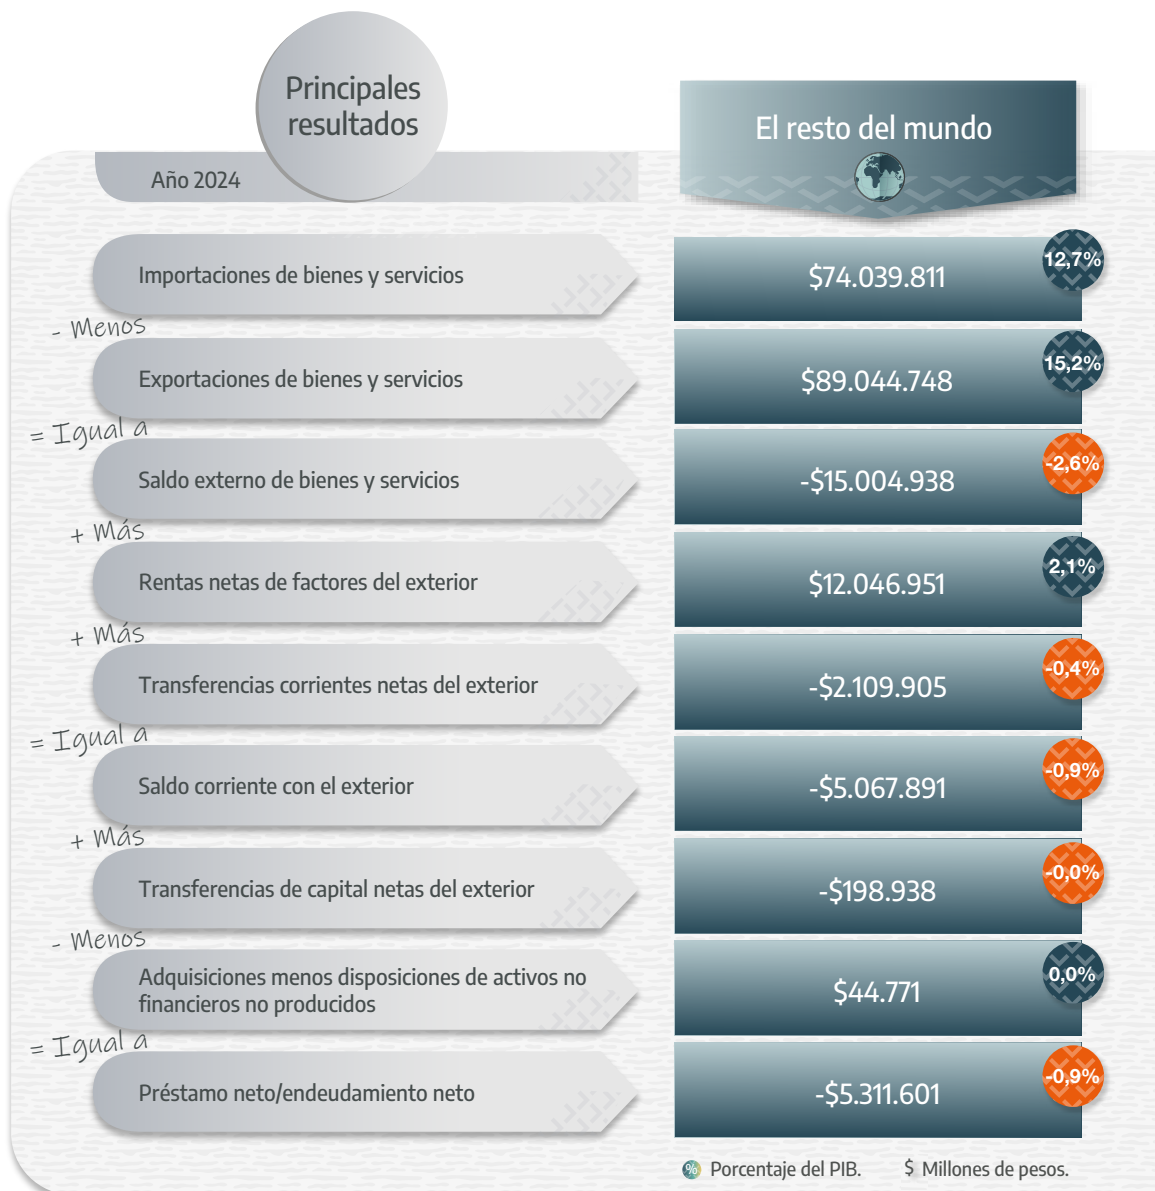 Principales
resultados
El resto del mundo
Año 2024
Importaciones de bienes y servicios
$74.039.811
12,7%
- Menos
Exportaciones de bienes y servicios
$89.044.748
15,2%
= Igual a
Saldo externo de bienes y servicios
-$15.004.938
-2,6%
+ Más
Rentas netas de factores del exterior
$12.046.951
2,1%
+ Más
Transferencias corrientes netas del exterior
-$2.109.905
-0,4%
= Igual a
Saldo corriente con el exterior
-$5.067.891
-0,9%
+ Más
Transferencias de capital netas del exterior
-$198.938
-0,0%
- Menos
Adquisiciones menos disposiciones de activos no
financieros no producidos
$44.771
0,0%
= Igual a
Préstamo neto/endeudamiento neto
-$5.311.601
-0,9%
% Porcentaje del PIB. $ Millones de pesos.